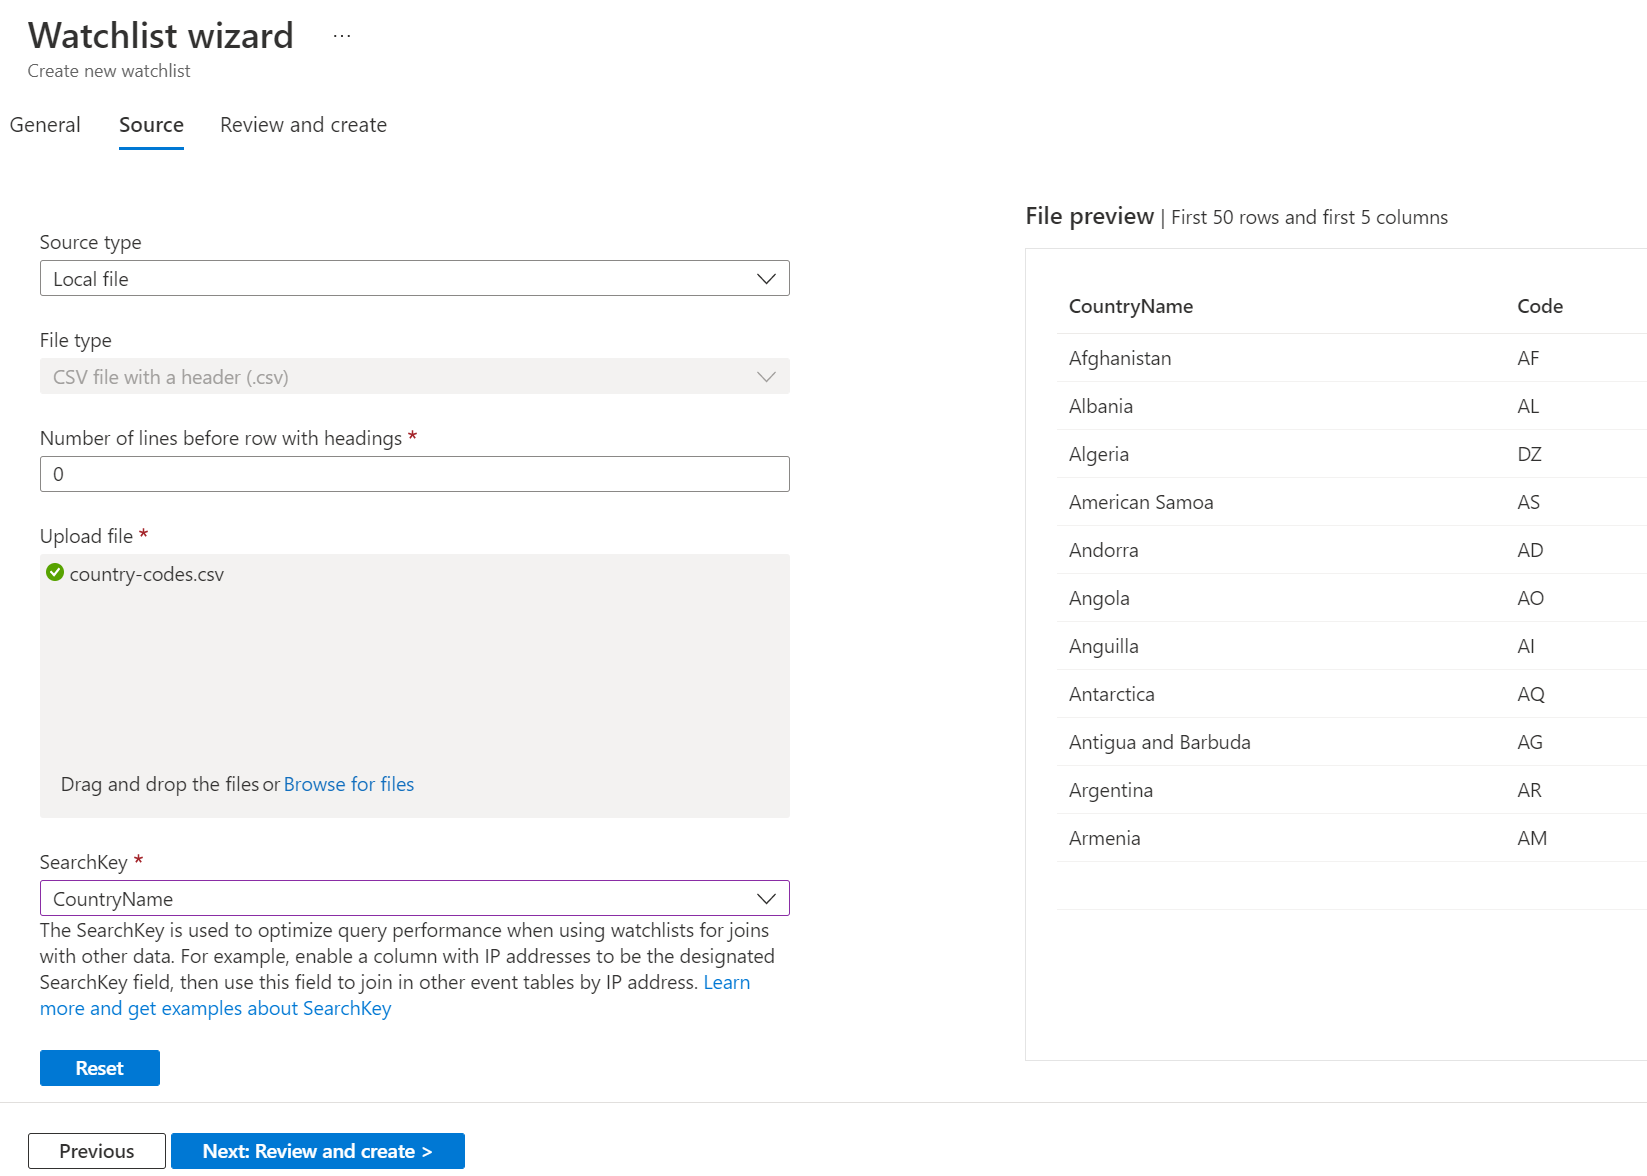 Watchlist wizard ...
Create new watchlist
General Source Review and create
Source type
Local file
File type
CSV file with a header (.csv)
Number of lines before row with headings *
0
Upload file *
country-codes.csv
Drag and drop the files or Browse for files
SearchKey *
CountryName
The SearchKey is used to optimize query performance when using watchlists for joins
with other data. For example, enable a column with IP addresses to be the designated
SearchKey field, then use this field to join in other event tables by IP address. Learn
more and get examples about SearchKey
Reset
File preview | First 50 rows and first 5 columns
CountryName Code
Afghanistan AF
Albania AL
Algeria DZ
American Samoa AS
Andorra AD
Angola AO
Anguilla AI
Antarctica AQ
Antigua and Barbuda AG
Argentina AR
Armenia AM
Previous Next: Review and create >